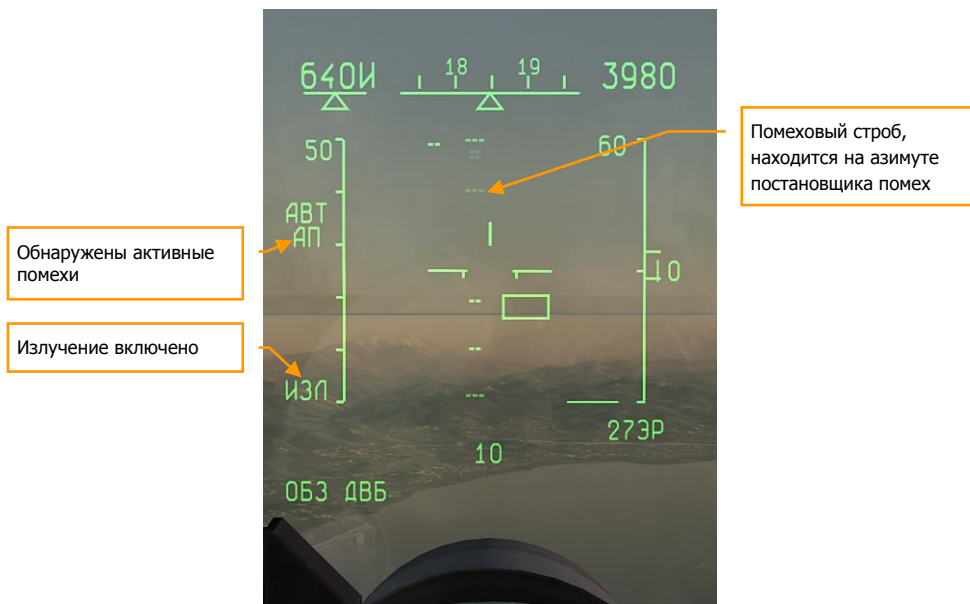 640И
18
19
3980
Помеховый строб,
находится на азимуте
постановщика помех
50
60
АВТ
АП
Обнаружены активные
помехи
10
Излучение включено
ИЗЛ
27ЭР
10
ОБЗ ДВБ